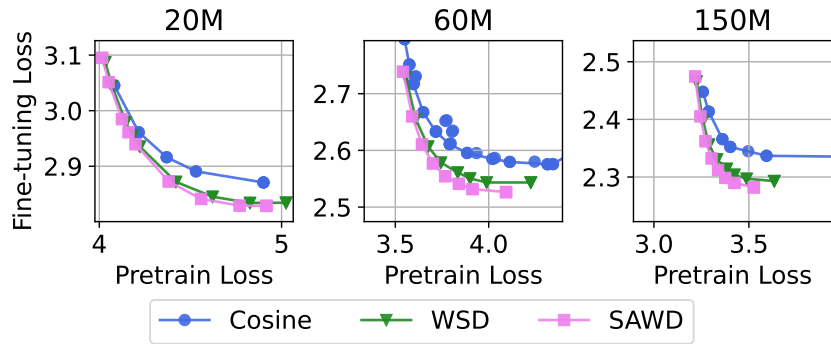 20M
60M
150M
Fine-tuning Loss
3.1
3.0
2.9
4
5
Pretrain Loss
2.7
2.6
2.5
3.5
4.0
Pretrain Loss
2.5
2.4
2.3
3.0
3.5
Pretrain Loss
Cosine
WSD
SAWD